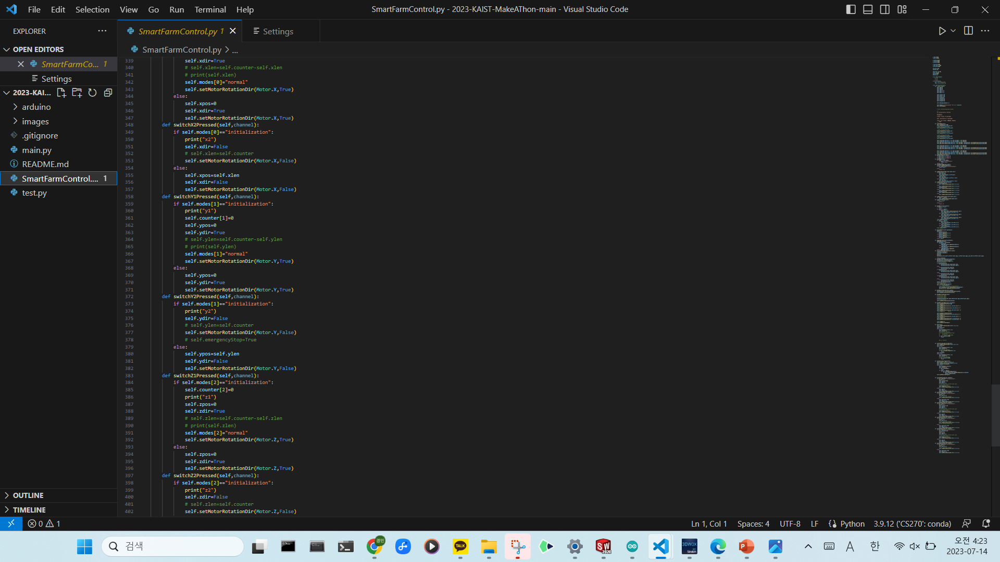 File Edit Selection View Go Run Terminal Help
SmartFarmControl.py - 2023-KAIST-MakeAThon-main - Visual Studio Code
EXPLORER
OPEN EDITORS
SmartFarmCo... 1
Settings
2023-KAI...
arduino
images
.gitignore
main.py
README.md
SmartFarmControl.... 1
test.py
OUTLINE
TIMELINE
SmartFarmControl.py 1
Settings
SmartFarmControl.py > ...
339 self.xdir=True
340 # self.xlen=self.counter-self.xlen
341 # print(self.xlen)
342 self.modes[0]="normal"
343 self.setMotorRotationDir(Motor.X,True)
344 else:
345 self.xpos=0
346 self.xdir=True
347 self.setMotorRotationDir(Motor.X,True)
348 def switchX2Pressed(self,channel):
349 if self.modes[0]=="initialization":
350 print("x2")
351 self.xdir=False
352 # self.xlen=self.counter
353 self.setMotorRotationDir(Motor.X,False)
354 else:
355 self.xpos=self.xlen
356 self.xdir=False
357 self.setMotorRotationDir(Motor.X,False)
358 def switchY1Pressed(self,channel):
359 if self.modes[1]=="initialization":
360 print("y1")
361 self.counter[1]=0
362 self.ypos=0
363 self.ydir=True
364 # self.ylen=self.counter-self.ylen
365 # print(self.ylen)
366 self.modes[1]="normal"
367 self.setMotorRotationDir(Motor.Y,True)
368 else:
369 self.ypos=0
370 self.ydir=True
371 self.setMotorRotationDir(Motor.Y,True)
372 def switchY2Pressed(self,channel):
373 if self.modes[1]=="initialization":
374 print("y2")
375 self.ydir=False
376 # self.ylen=self.counter
377 self.setMotorRotationDir(Motor.Y,False)
378 # self.emergencyStop=True
379 else:
380 self.ypos=self.ylen
381 self.ydir=False
382 self.setMotorRotationDir(Motor.Y,False)
383 def switchZ1Pressed(self,channel):
384 if self.modes[2]=="initialization":
385 self.counter[2]=0
386 print("z1")
387 self.zpos=0
388 self.zdir=True
389 # self.zlen=self.counter-self.zlen
390 # print(self.zlen)
391 self.modes[2]="normal"
392 self.setMotorRotationDir(Motor.Z,True)
393 else:
394 self.zpos=0
395 self.zdir=True
396 self.setMotorRotationDir(Motor.Z,True)
397 def switchZ2Pressed(self,channel):
398 if self.modes[2]=="initialization":
399 print("z2")
400 self.zdir=False
401 # self.zlen=self.counter
402 self.setMotorRotationDir(Motor.Z,False)
0 1
Ln 1, Col 1 Spaces: 4 UTF-8 LF Python 3.9.12 ('CS270': conda)
검색
경민
TALK
SW
2020
3DWOX
Sindoh
A 한
오전 4:23
2023-07-14